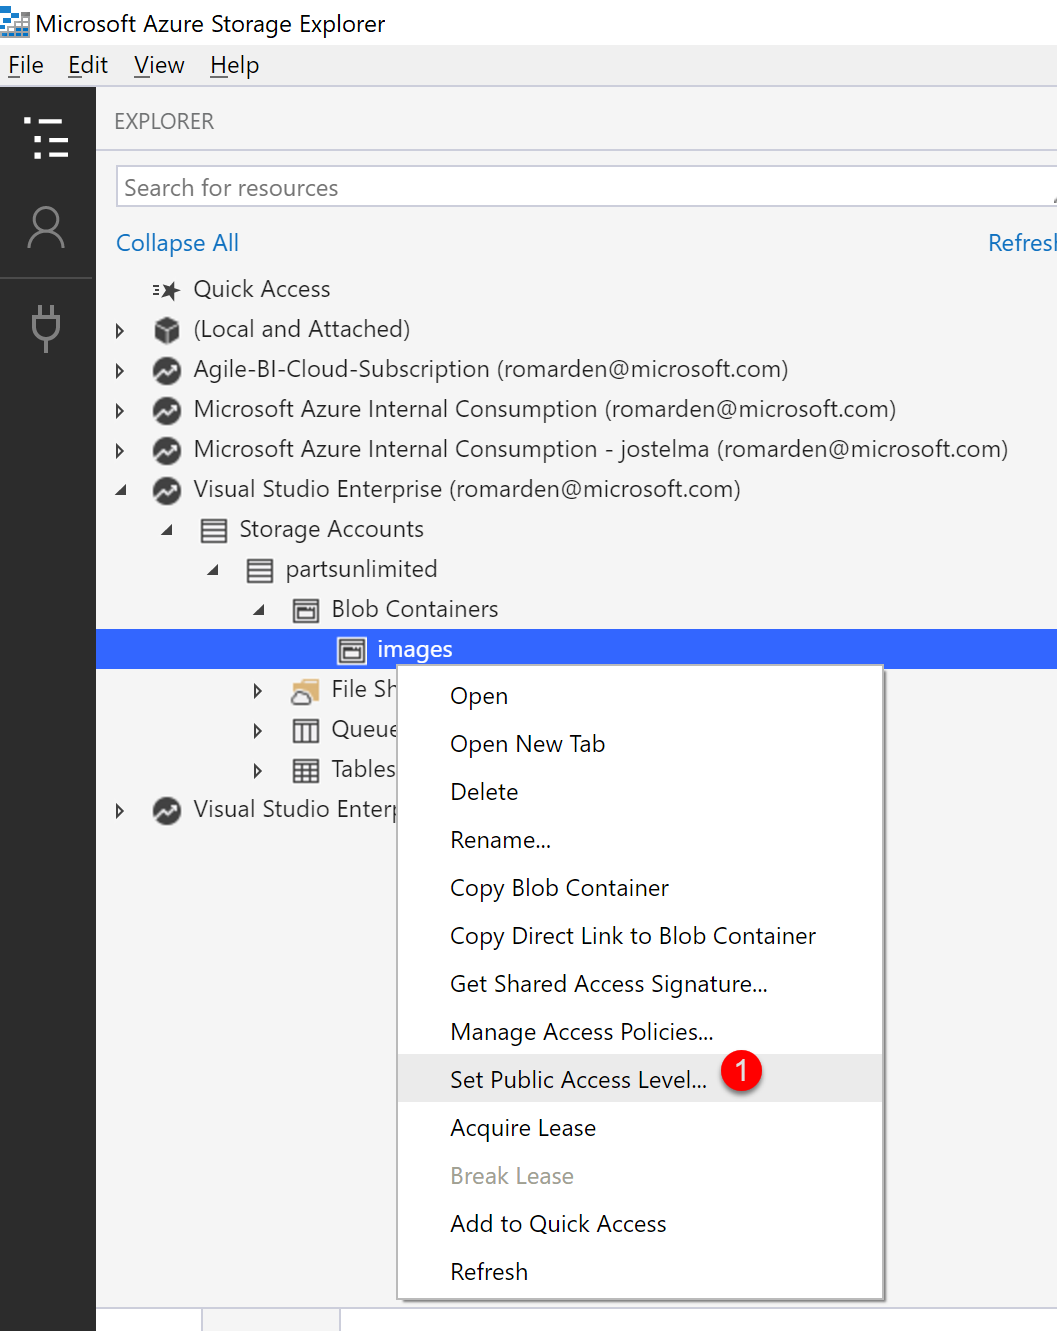 Microsoft Azure Storage Explorer
File Edit View Help
EXPLORER
Search for resources
Collapse All Refresh
Quick Access
(Local and Attached)
Agile-BI-Cloud-Subscription (romarden@microsoft.com)
Microsoft Azure Internal Consumption (romarden@microsoft.com)
Microsoft Azure Internal Consumption - jostelma (romarden@microsoft.com)
Visual Studio Enterprise (romarden@microsoft.com)
Storage Accounts
partsunlimited
Blob Containers
images
File Sh
Queue
Tables
Visual Studio Enterp
Open
Open New Tab
Delete
Rename...
Copy Blob Container
Copy Direct Link to Blob Container
Get Shared Access Signature...
Manage Access Policies...
Set Public Access Level... 1
Acquire Lease
Break Lease
Add to Quick Access
Refresh